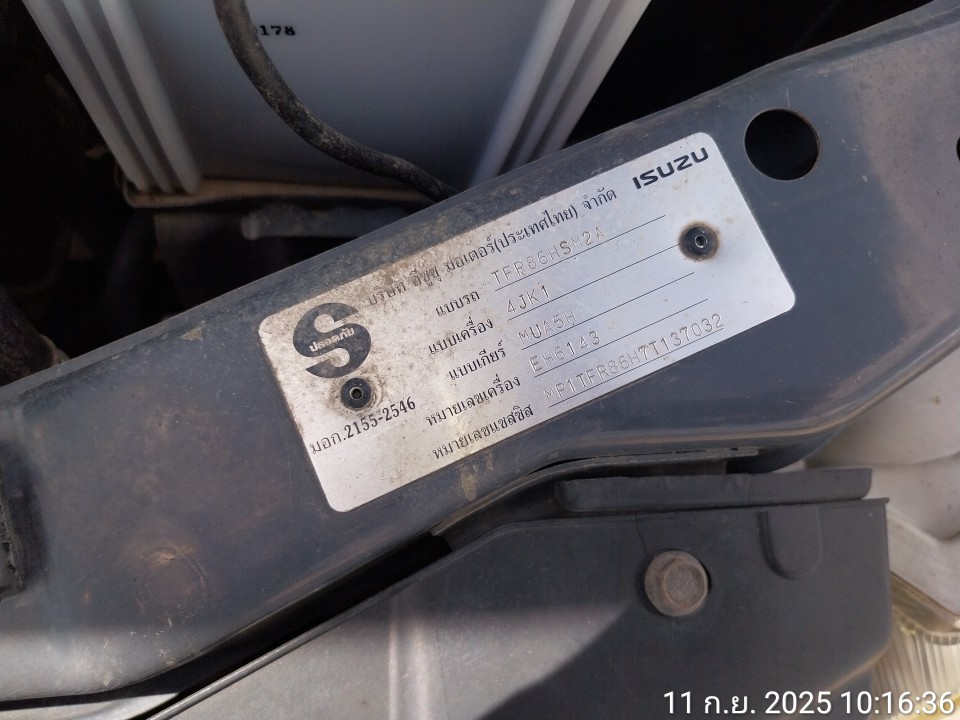 178
บริษัท อีซูซุ มอเตอร์(ประเทศไทย) จำกัด ISUZU
ปลอดภัย
มอก.2155-2546
แบบรถ TFR86HSM2A
แบบเครื่อง 4JK1
แบบเกียร์ MUA5H
หมายเลขเครื่อง EH6143
หมายเลขแชสซิส MP1TFR86H7T137032
11 ก.ย. 2025 10:16:36